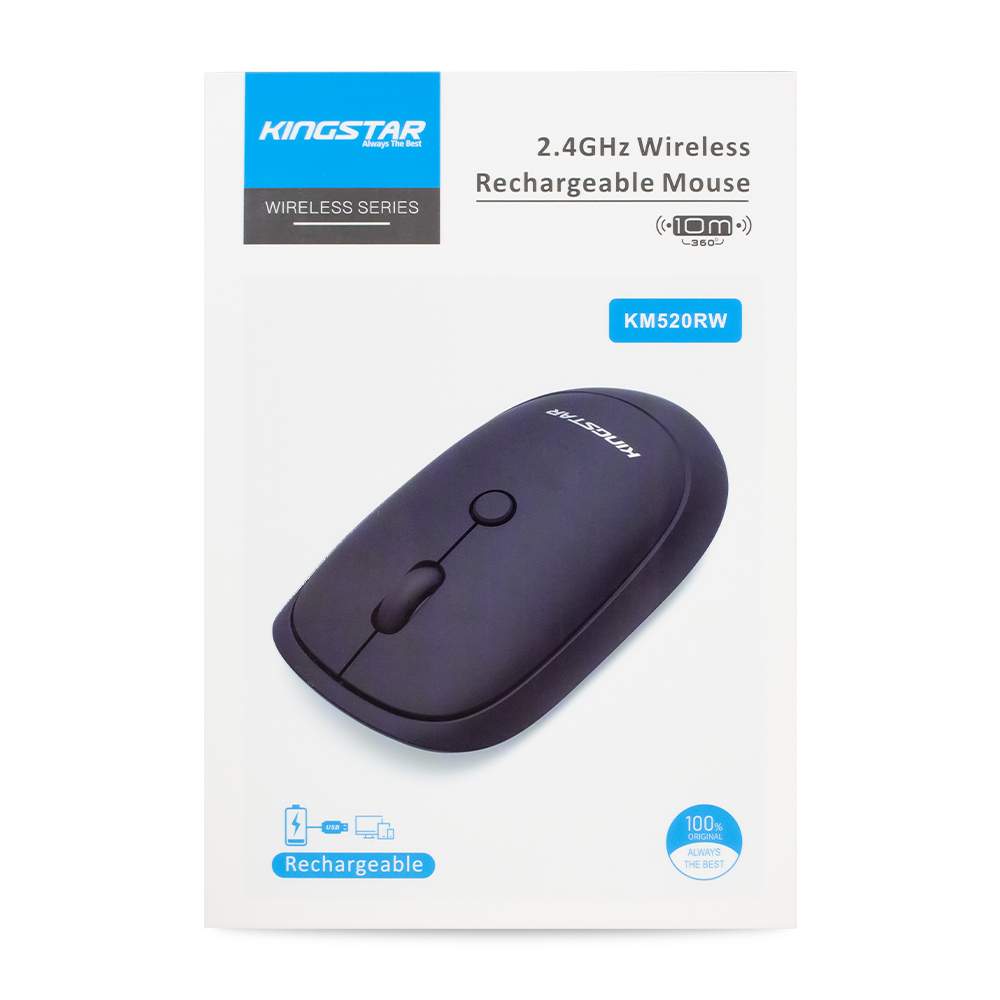 KINGSTAR
Always The Best
WIRELESS SERIES
2.4GHz Wireless
Rechargeable Mouse
10m
360°
KM520RW
KINGSTAR
USB
Rechargeable
100%
ORIGINAL
ALWAYS
THE BEST